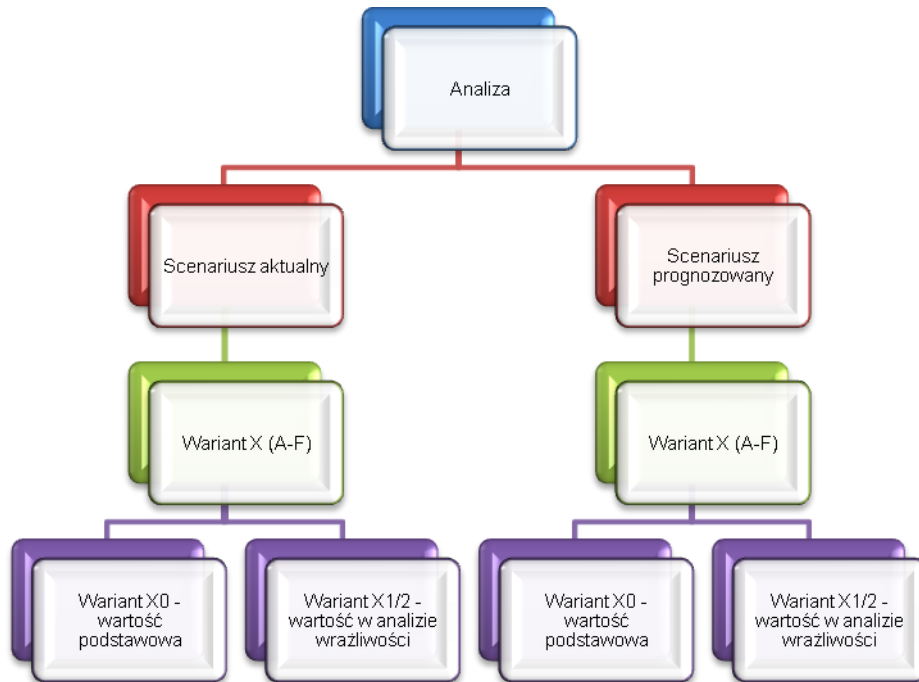 Analiza
Scenariusz aktualny
Scenariusz
prognozowany
Wariant X (A-F)
Wariant X (A-F)
Wariant X0 -
wartość
podstawowa
Wariant X1/2 -
wartość w analizie
wrażliwości
Wariant X0 -
wartość
podstawowa
Wariant X1/2 -
wartość w analizie
wrażliwości